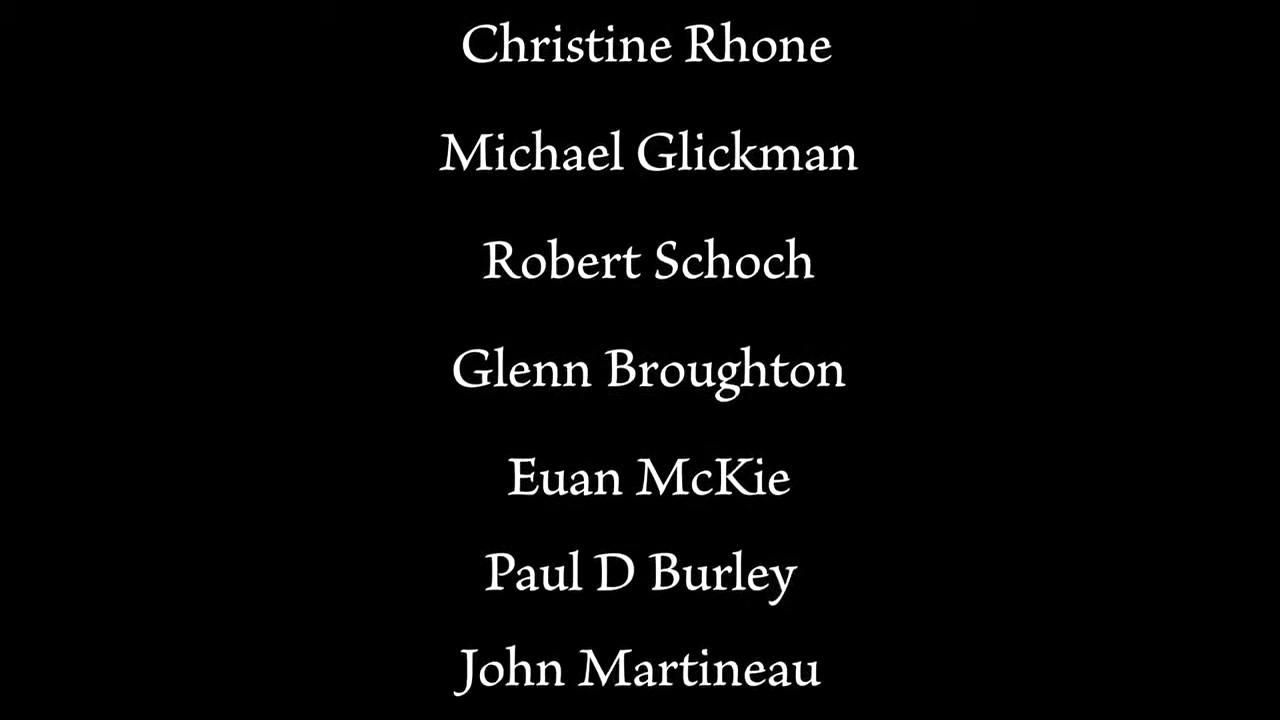 Christine Rhone
Michael Glickman
Robert Schoch
Glenn Broughton
Euan McKie
Paul D Burley
John Martineau